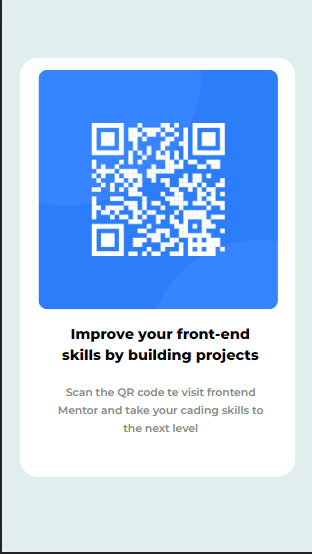 Improve your front-end
skills by building projects
Scan the QR code te visit frontend
Mentor and take your cading skills to
the next level